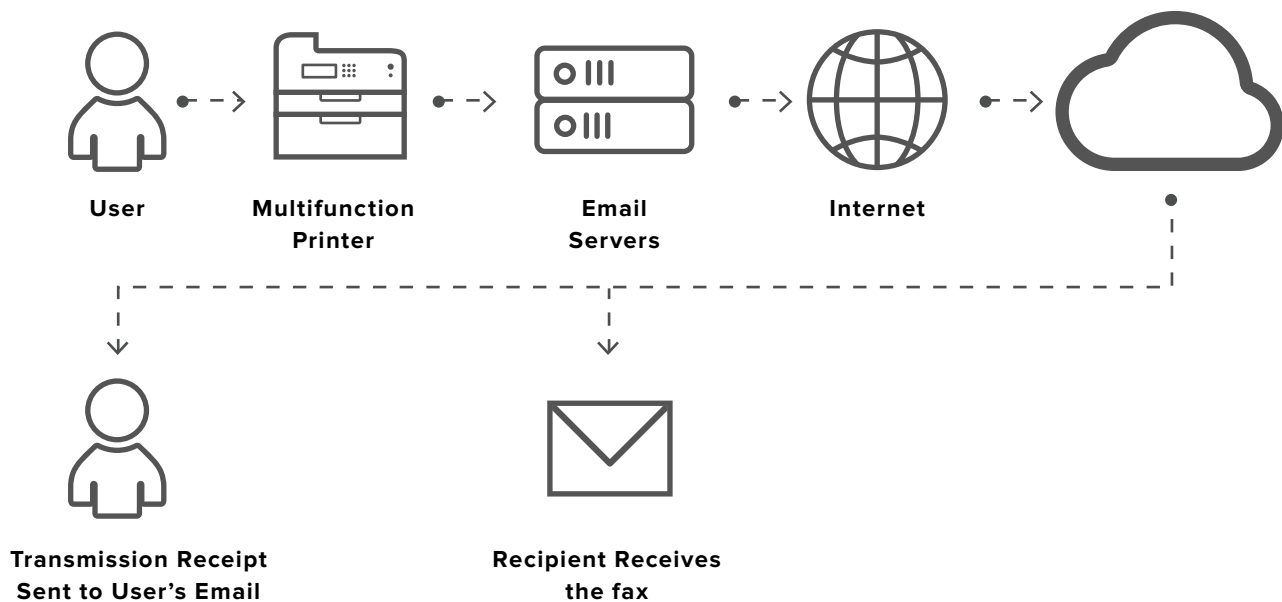 User
Multifunction
Printer
Email
Servers
Internet
Transmission Receipt
Sent to User’s Email
Recipient Receives
the fax